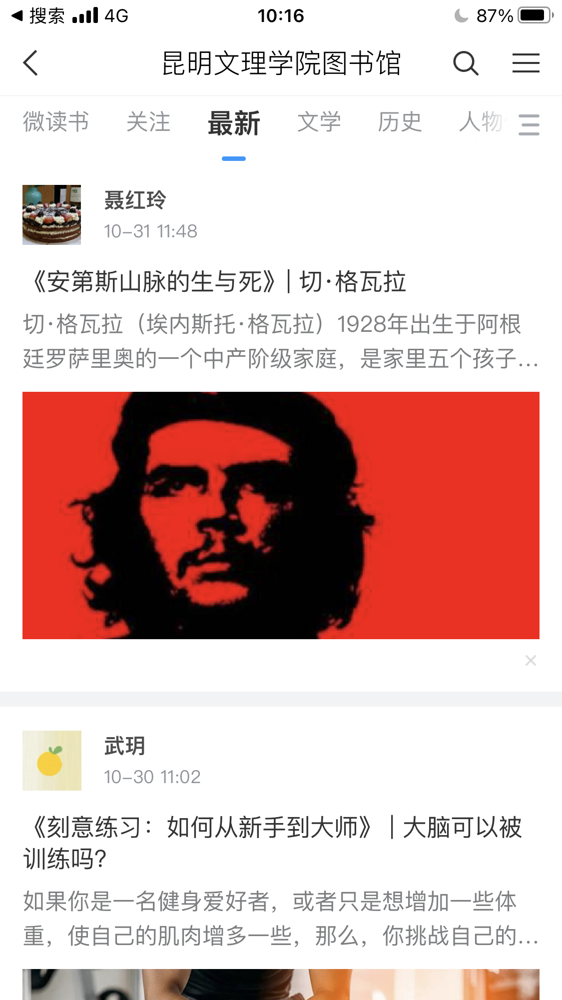 搜索 4G 10:16 87%
昆明文理学院图书馆
微读书 关注 最新 文学 历史 人物
聂红玲
10-31 11:48
《安第斯山脉的生与死》| 切·格瓦拉
切·格瓦拉（埃内斯托·格瓦拉）1928年出生于阿根
廷罗萨里奥的一个中产阶级家庭，是家里五个孩子...
武玥
10-30 11:02
《刻意练习：如何从新手到大师》 | 大脑可以被
训练吗？
如果你是一名健身爱好者，或者只是想增加一些体
重，使自己的肌肉增多一些，那么，你挑战自己的...